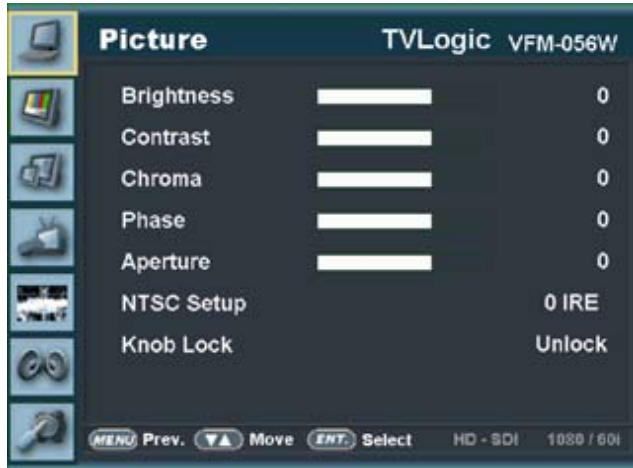 Picture TVLogic VFM-056W
Brightness 0
Contrast 0
Chroma 0
Phase 0
Aperture 0
NTSC Setup 0 IRE
Knob Lock Unlock
MENU Prev. ▼▲ Move ENT. Select HD - SDI 1080 / 60i